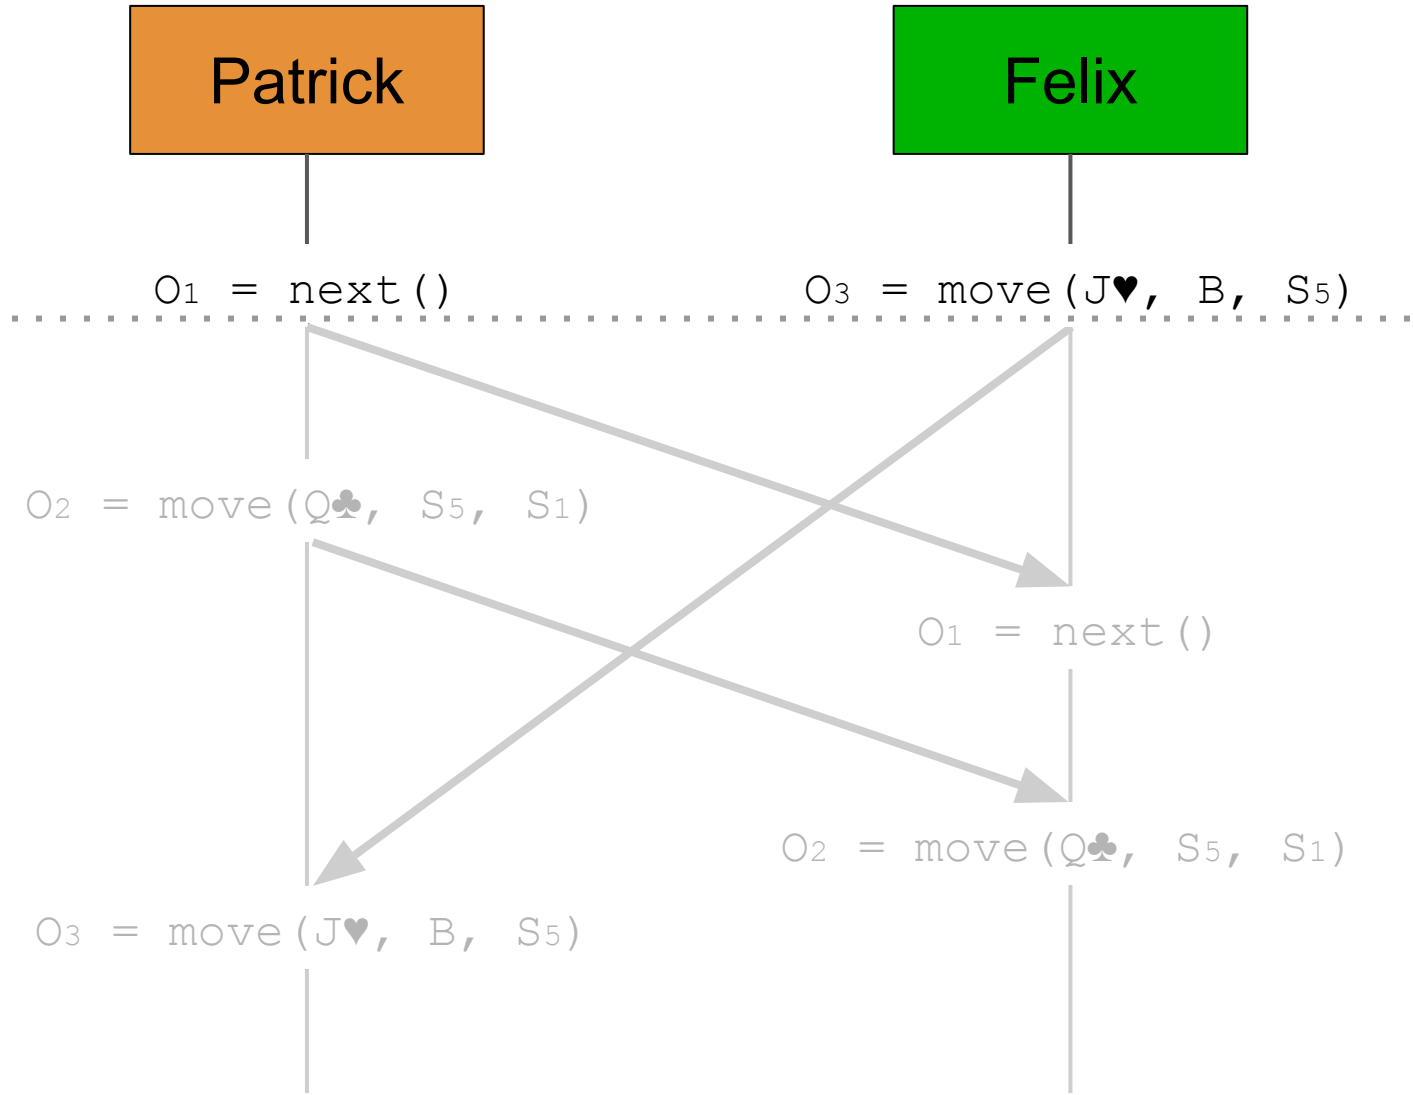 Patrick
Felix
O1 = next()
O3 = move(J♥, B, S5)
O2 = move(Q♣, S5, S1)
O1 = next()
O2 = move(Q♣, S5, S1)
O3 = move(J♥, B, S5)